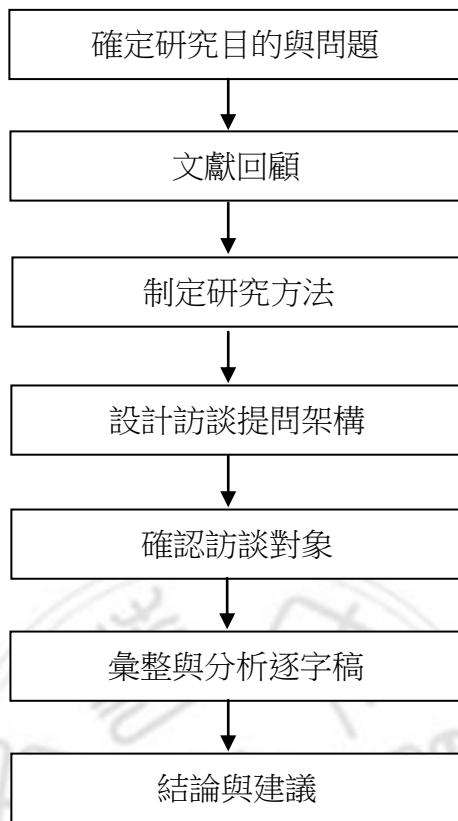 確定研究目的與問題
文獻回顧
制定研究方法
設計訪談提問架構
確認訪談對象
彙整與分析逐字稿
結論與建議